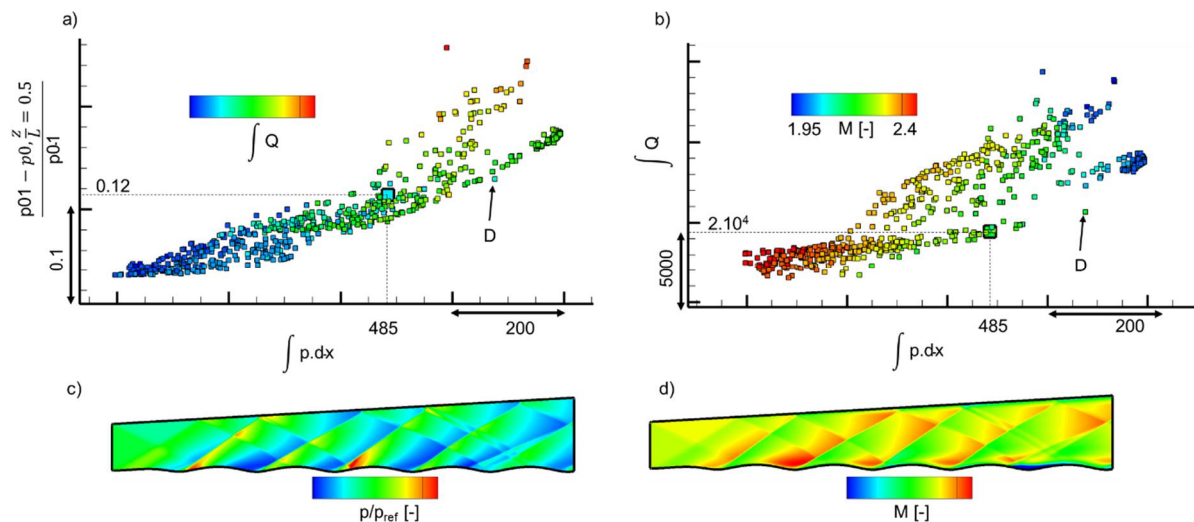 a)
p01 − p0, z/L = 0.5
p01
∫ Q
0.12
0.1
D
485
200
∫ p.dx
b)
∫ Q
1.95 M [-] 2.4
2.10⁴
5000
D
485
200
∫ p.dx
c)
p/pref [-]
d)
M [-]